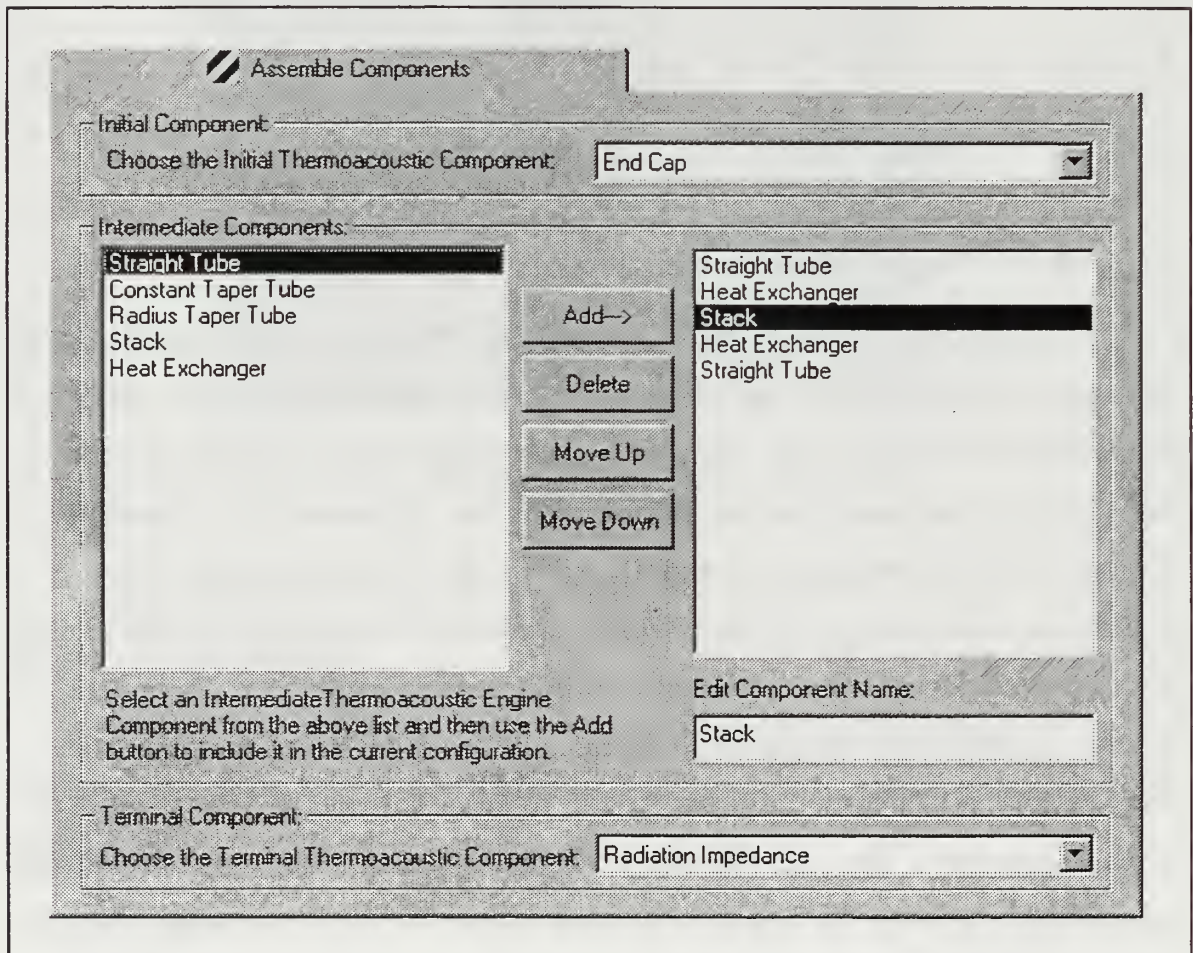 Assemble Components
Initial Component:
Choose the Initial Thermoacoustic Component:
End Cap
Intermediate Components:
Straight Tube
Constant Taper Tube
Radius Taper Tube
Stack
Heat Exchanger
Add-->
Delete
Move Up
Move Down
Straight Tube
Heat Exchanger
Stack
Heat Exchanger
Straight Tube
Select an IntermediateThermoacoustic Engine
Component from the above list and then use the Add
button to include it in the current configuration.
Edit Component Name:
Stack
Terminal Component:
Choose the Terminal Thermoacoustic Component:
Radiation Impedance